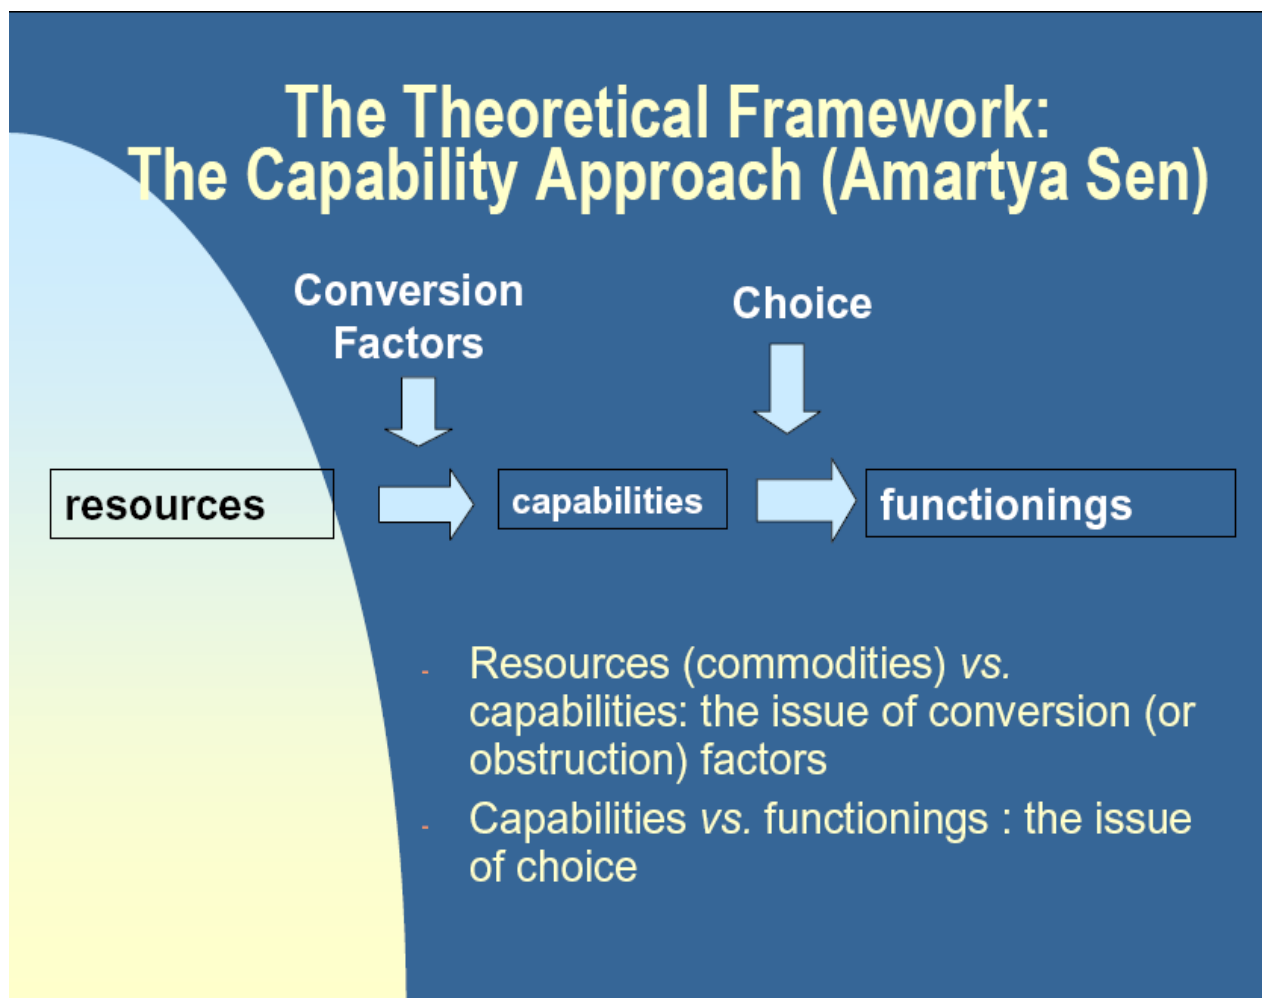 The Theoretical Framework:
The Capability Approach (Amartya Sen)
Conversion
Factors
Choice
resources
capabilities
functionings
- Resources (commodities) vs.
capabilities: the issue of conversion (or
obstruction) factors
- Capabilities vs. functionings : the issue
of choice